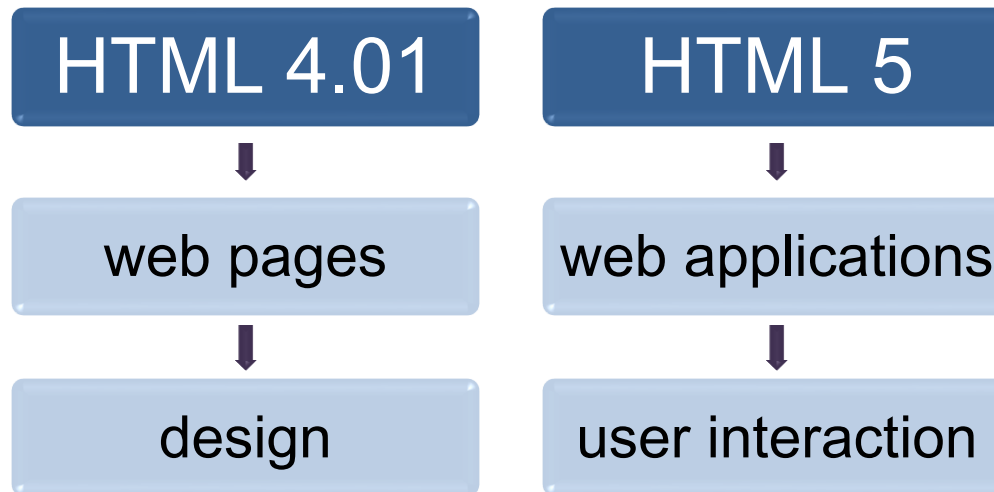 HTML 4.01
web pages
design
HTML 5
web applications
user interaction